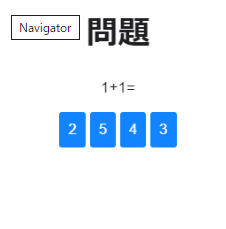 Navigator
問題
1+1=
2 5 4 3